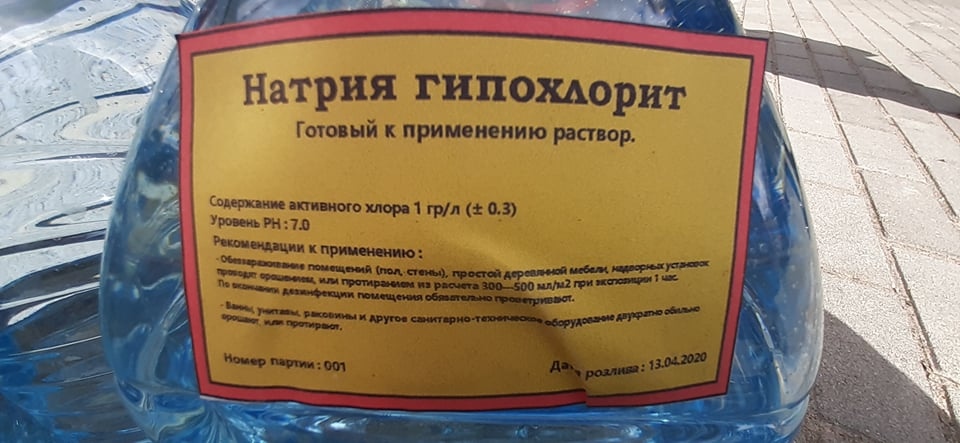 Натрия гипохлорит
Готовый к применению раствор.
Содержание активного хлора 1 гр/л (± 0.3)
Уровень PH : 7.0
Рекомендации к применению :
- Обеззараживание помещений (пол, стены), простой деревянной мебели, надворных установок
проводят орошением, или протиранием из расчета 300—500 мл/м2 при экспозиции 1 час.
По окончании дезинфекции помещения обязательно проветривают.
- Ванны, унитазы, раковины и другое санитарно-техническое оборудование двукратно обильно
орошают, или протирают.
Номер партии : 001
Дата розлива : 13.04.2020